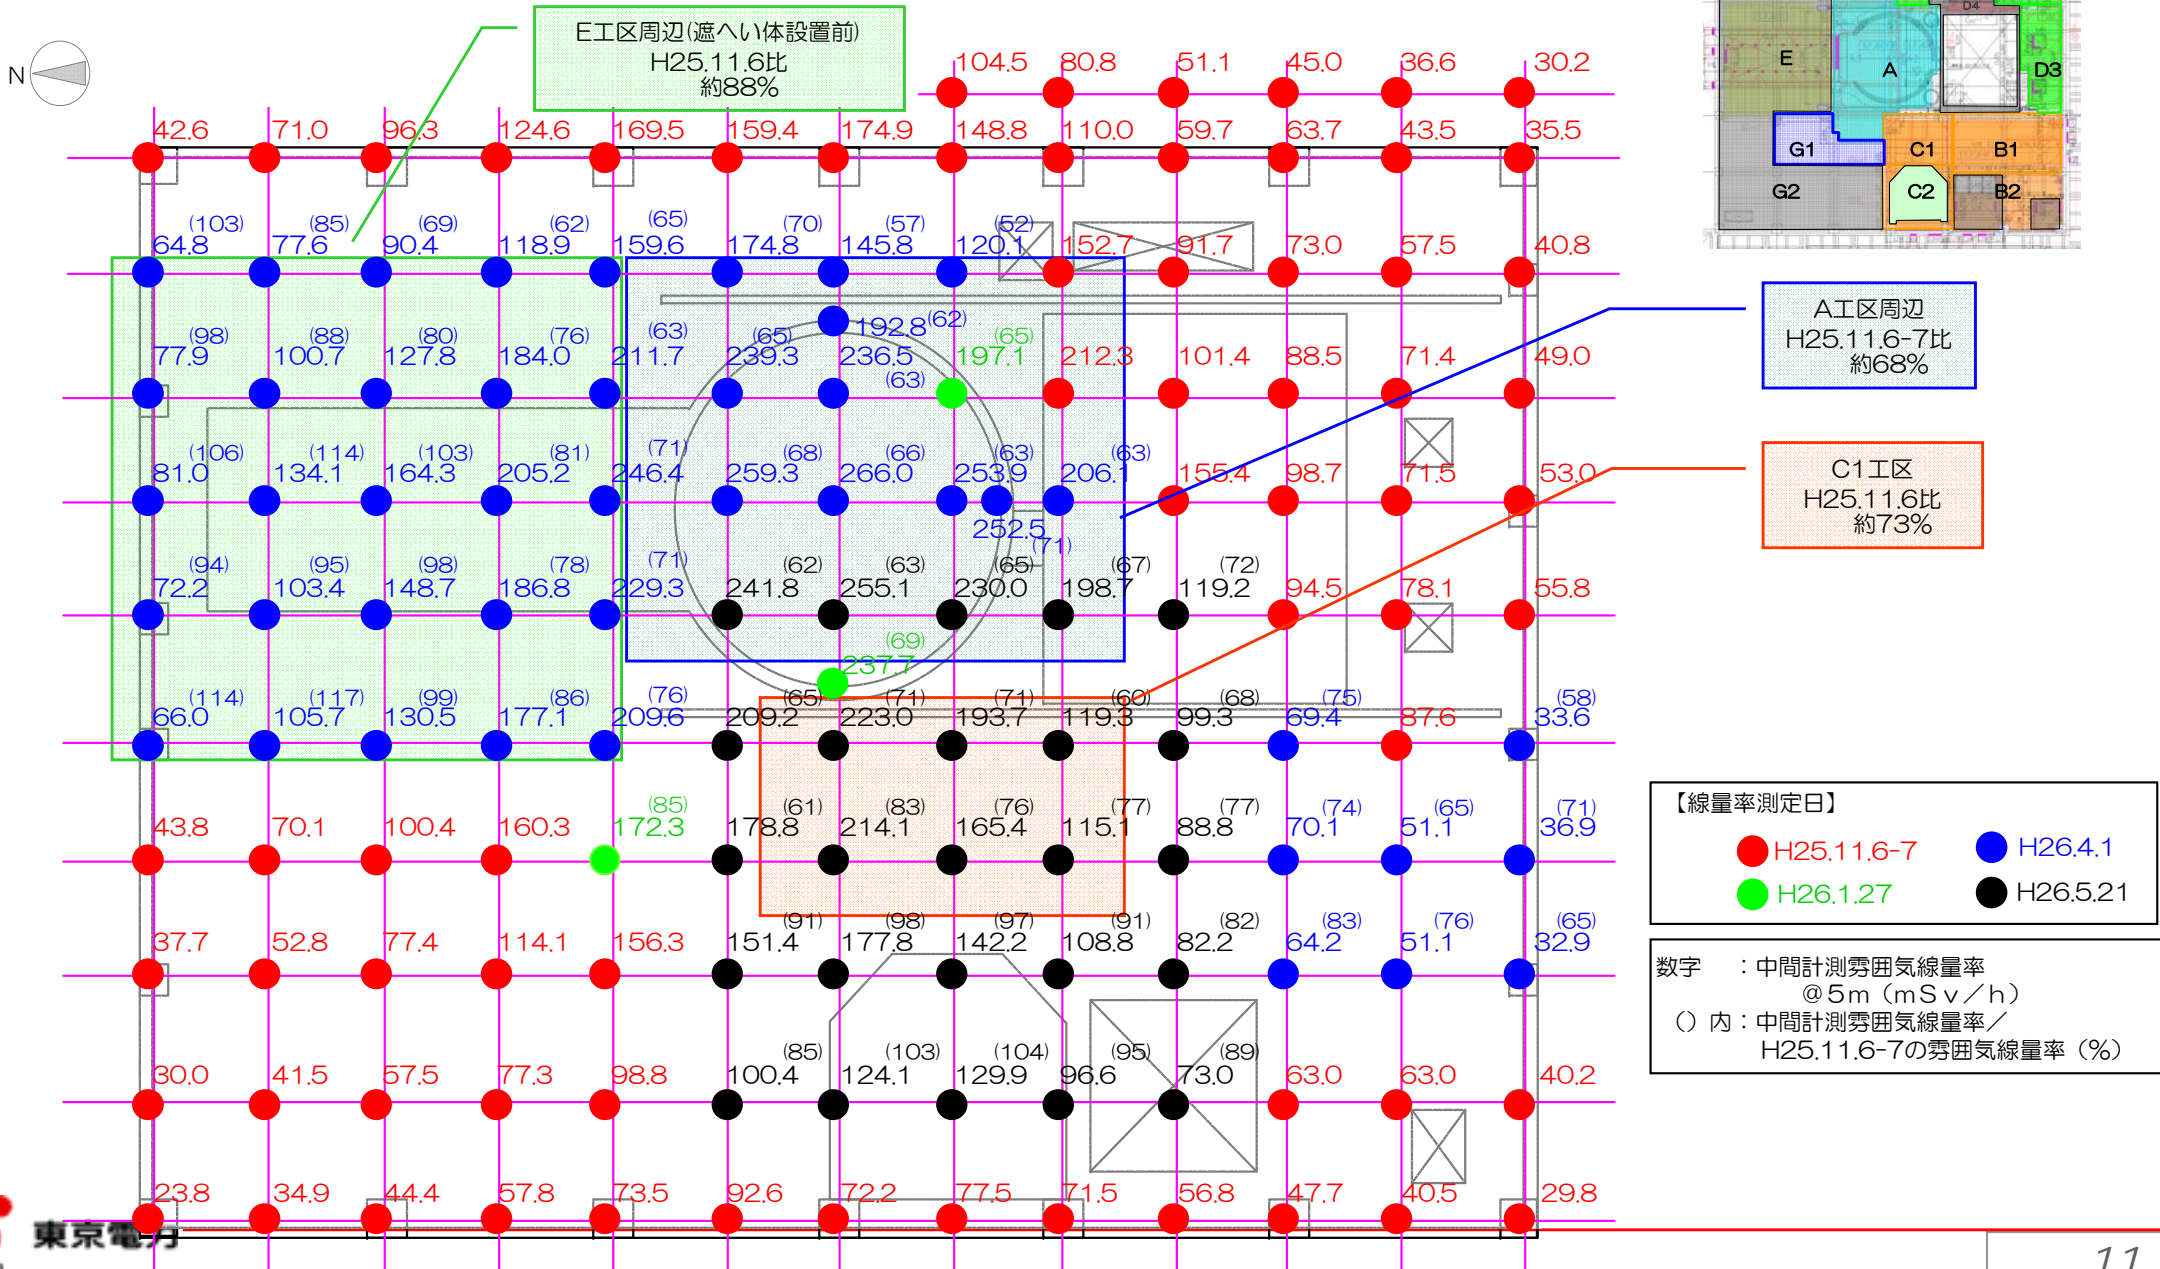 E工区周辺(遮へい体設置前)
H25.11.6比
約88%
N
104.5 80.8 51.1 45.0 36.6 30.2
42.6 71.0 96.3 124.6 169.5 159.4 174.9 148.8 110.0 59.7 63.7 43.5 35.5
(103) (85) (69) (62) (65) (70) (57) (52)
64.8 77.6 90.4 118.9 159.6 174.8 145.8 120.1 152.7 91.7 73.0 57.5 40.8
192.8 (62)
(98) (88) (80) (76) (63) (65) (63) (65)
77.9 100.7 127.8 184.0 211.7 239.3 236.5 197.1 212.3 101.4 88.5 71.4 49.0
(106) (114) (103) (81) (71) (68) (66) (63) (63)
81.0 134.1 164.3 205.2 246.4 259.3 266.0 253.9 206.1 155.4 98.7 71.5 53.0
252.5 (71)
(94) (95) (98) (78) (71) (62) (63) (65) (67) (72)
72.2 103.4 148.7 186.8 229.3 241.8 255.1 230.0 198.7 119.2 94.5 78.1 55.8
(69)
237.7
(114) (117) (99) (86) (76) (65) (71) (71) (60) (68) (75) (58)
66.0 105.7 130.5 177.1 209.6 209.2 223.0 193.7 119.3 99.3 69.4 87.6 33.6
(85) (61) (83) (76) (77) (77) (74) (65) (71)
43.8 70.1 100.4 160.3 172.3 178.8 214.1 165.4 115.1 88.8 70.1 51.1 36.9
(91) (98) (97) (91) (82) (83) (76) (65)
37.7 52.8 77.4 114.1 156.3 151.4 177.8 142.2 108.8 82.2 64.2 51.1 32.9
(85) (103) (104) (95) (89)
30.0 41.5 57.5 77.3 98.8 100.4 124.1 129.9 96.6 73.0 63.0 63.0 40.2
23.8 34.9 44.4 57.8 73.5 92.6 72.2 77.5 71.5 56.8 47.7 40.5 29.8
D4
E A D3
G1 C1 B1
G2 C2 B2
A工区周辺
H25.11.6-7比
約68%
C1工区
H25.11.6比
約73%
【線量率測定日】
H25.11.6-7 H26.4.1
H26.1.27 H26.5.21
数字 :中間計測雰囲気線量率
@5m(mSv/h)
()内:中間計測雰囲気線量率/
H25.11.6-7の雰囲気線量率(%)
東京電力
11